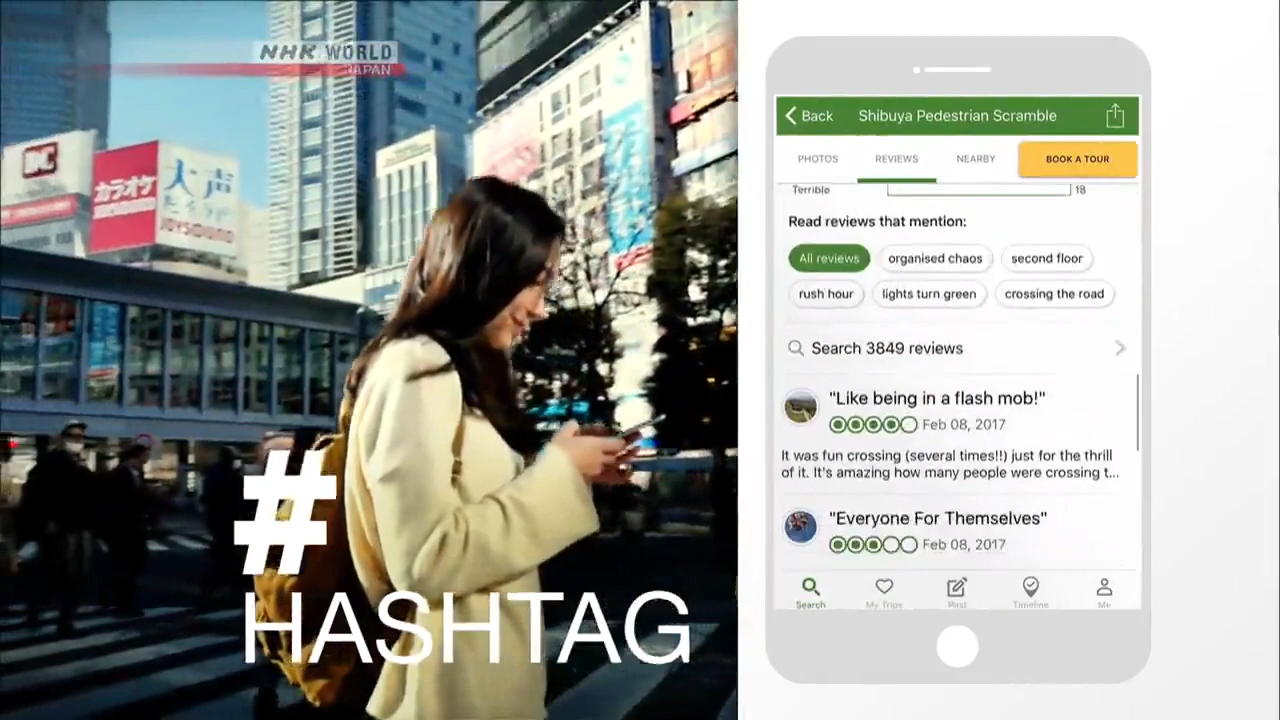 NHK WORLD
JAPAN
カラオケ
JOYSOUND
大声
#
HASHTAG
Back
Shibuya Pedestrian Scramble
PHOTOS
REVIEWS
NEARBY
BOOK A TOUR
Terrible
18
Read reviews that mention:
All reviews
organised chaos
second floor
rush hour
lights turn green
crossing the road
Search 3849 reviews
"Like being in a flash mob!"
Feb 08, 2017
It was fun crossing (several times!!) just for the thrill
of it. It's amazing how many people were crossing t...
"Everyone For Themselves"
Feb 08, 2017
Search
My Trips
Post
Timeline
Me